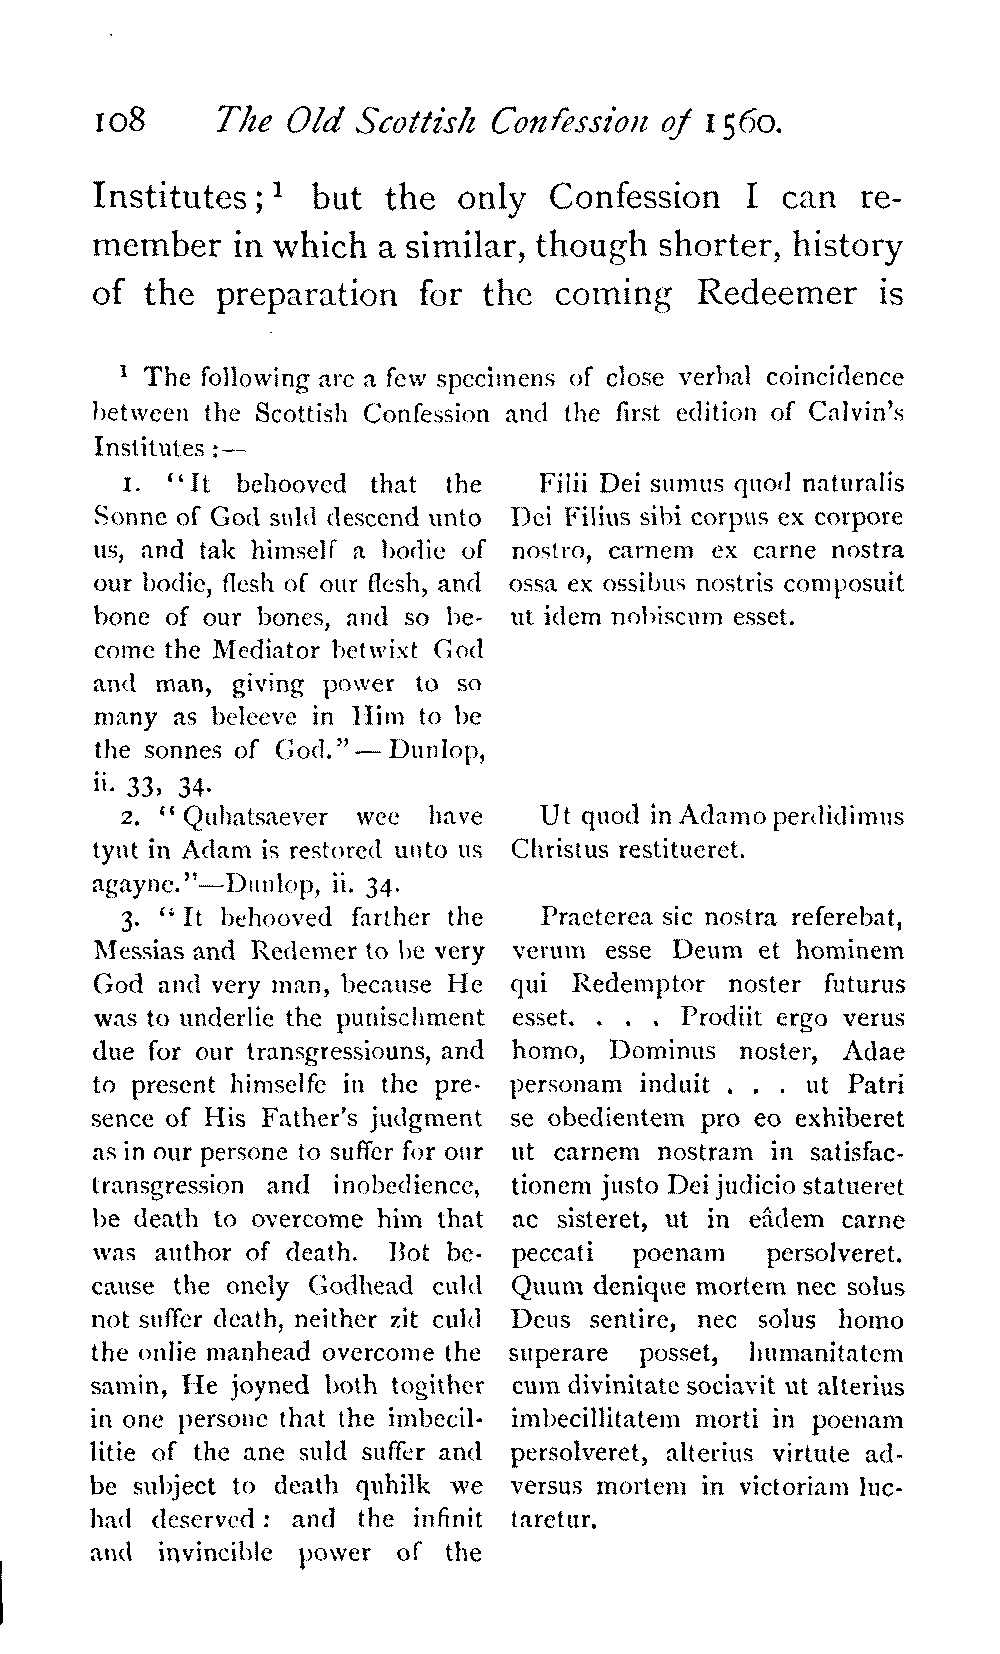 108 The Old Scottish Confession of 1560.
Institutes;¹ but the only Confession I can re-
member in which a similar, though shorter, history
of the preparation for the coming Redeemer is
¹ The following are a few specimens of close verbal coincidence
between the Scottish Confession and the first edition of Calvin's
Institutes:—
1. "It behooved that the
Sonne of God suld descend unto
us, and tak himself a bodie of
our bodie, flesh of our flesh, and
bone of our bones, and so be-
come the Mediator betwixt God
and man, giving power to so
many as beleeve in Him to be
the sonnes of God."—Dunlop,
ii. 33, 34.
Filii Dei sumus quod naturalis
Dei Filius sibi corpus ex corpore
nostro, carnem ex carne nostra
ossa ex ossibus nostris composuit
ut idem nobiscum esset.
2. "Quhatsaever wee have
tynt in Adam is restored unto us
agayne."—Dunlop, ii. 34.
Ut quod in Adamo perdidimus
Christus restitueret.
3. "It behooved farther the
Messias and Redemer to be very
God and very man, because He
was to underlie the punischment
due for our transgressiouns, and
to present himselfe in the pre-
sence of His Father's judgment
as in our persone to suffer for our
transgression and inobedience,
be death to overcome him that
was author of death. Bot be-
cause the onely Godhead culd
not suffer death, neither zit culd
the onlie manhead overcome the
samin, He joyned both togither
in one persone that the imbecil-
litie of the ane suld suffer and
be subject to death quhilk we
had deserved: and the infinit
and invincible power of the
Praeterea sic nostra referebat,
verum esse Deum et hominem
qui Redemptor noster futurus
esset. . . . Prodiit ergo verus
homo, Dominus noster, Adae
personam induit . . . ut Patri
se obedientem pro eo exhiberet
ut carnem nostram in satisfac-
tionem justo Dei judicio statueret
ac sisteret, ut in eâdem carne
peccati poenam persolveret.
Quum denique mortem nec solus
Deus sentire, nec solus homo
superare posset, humanitatem
cum divinitate sociavit ut alterius
imbecillitatem morti in poenam
persolveret, alterius virtute ad-
versus mortem in victoriam luc-
taretur.